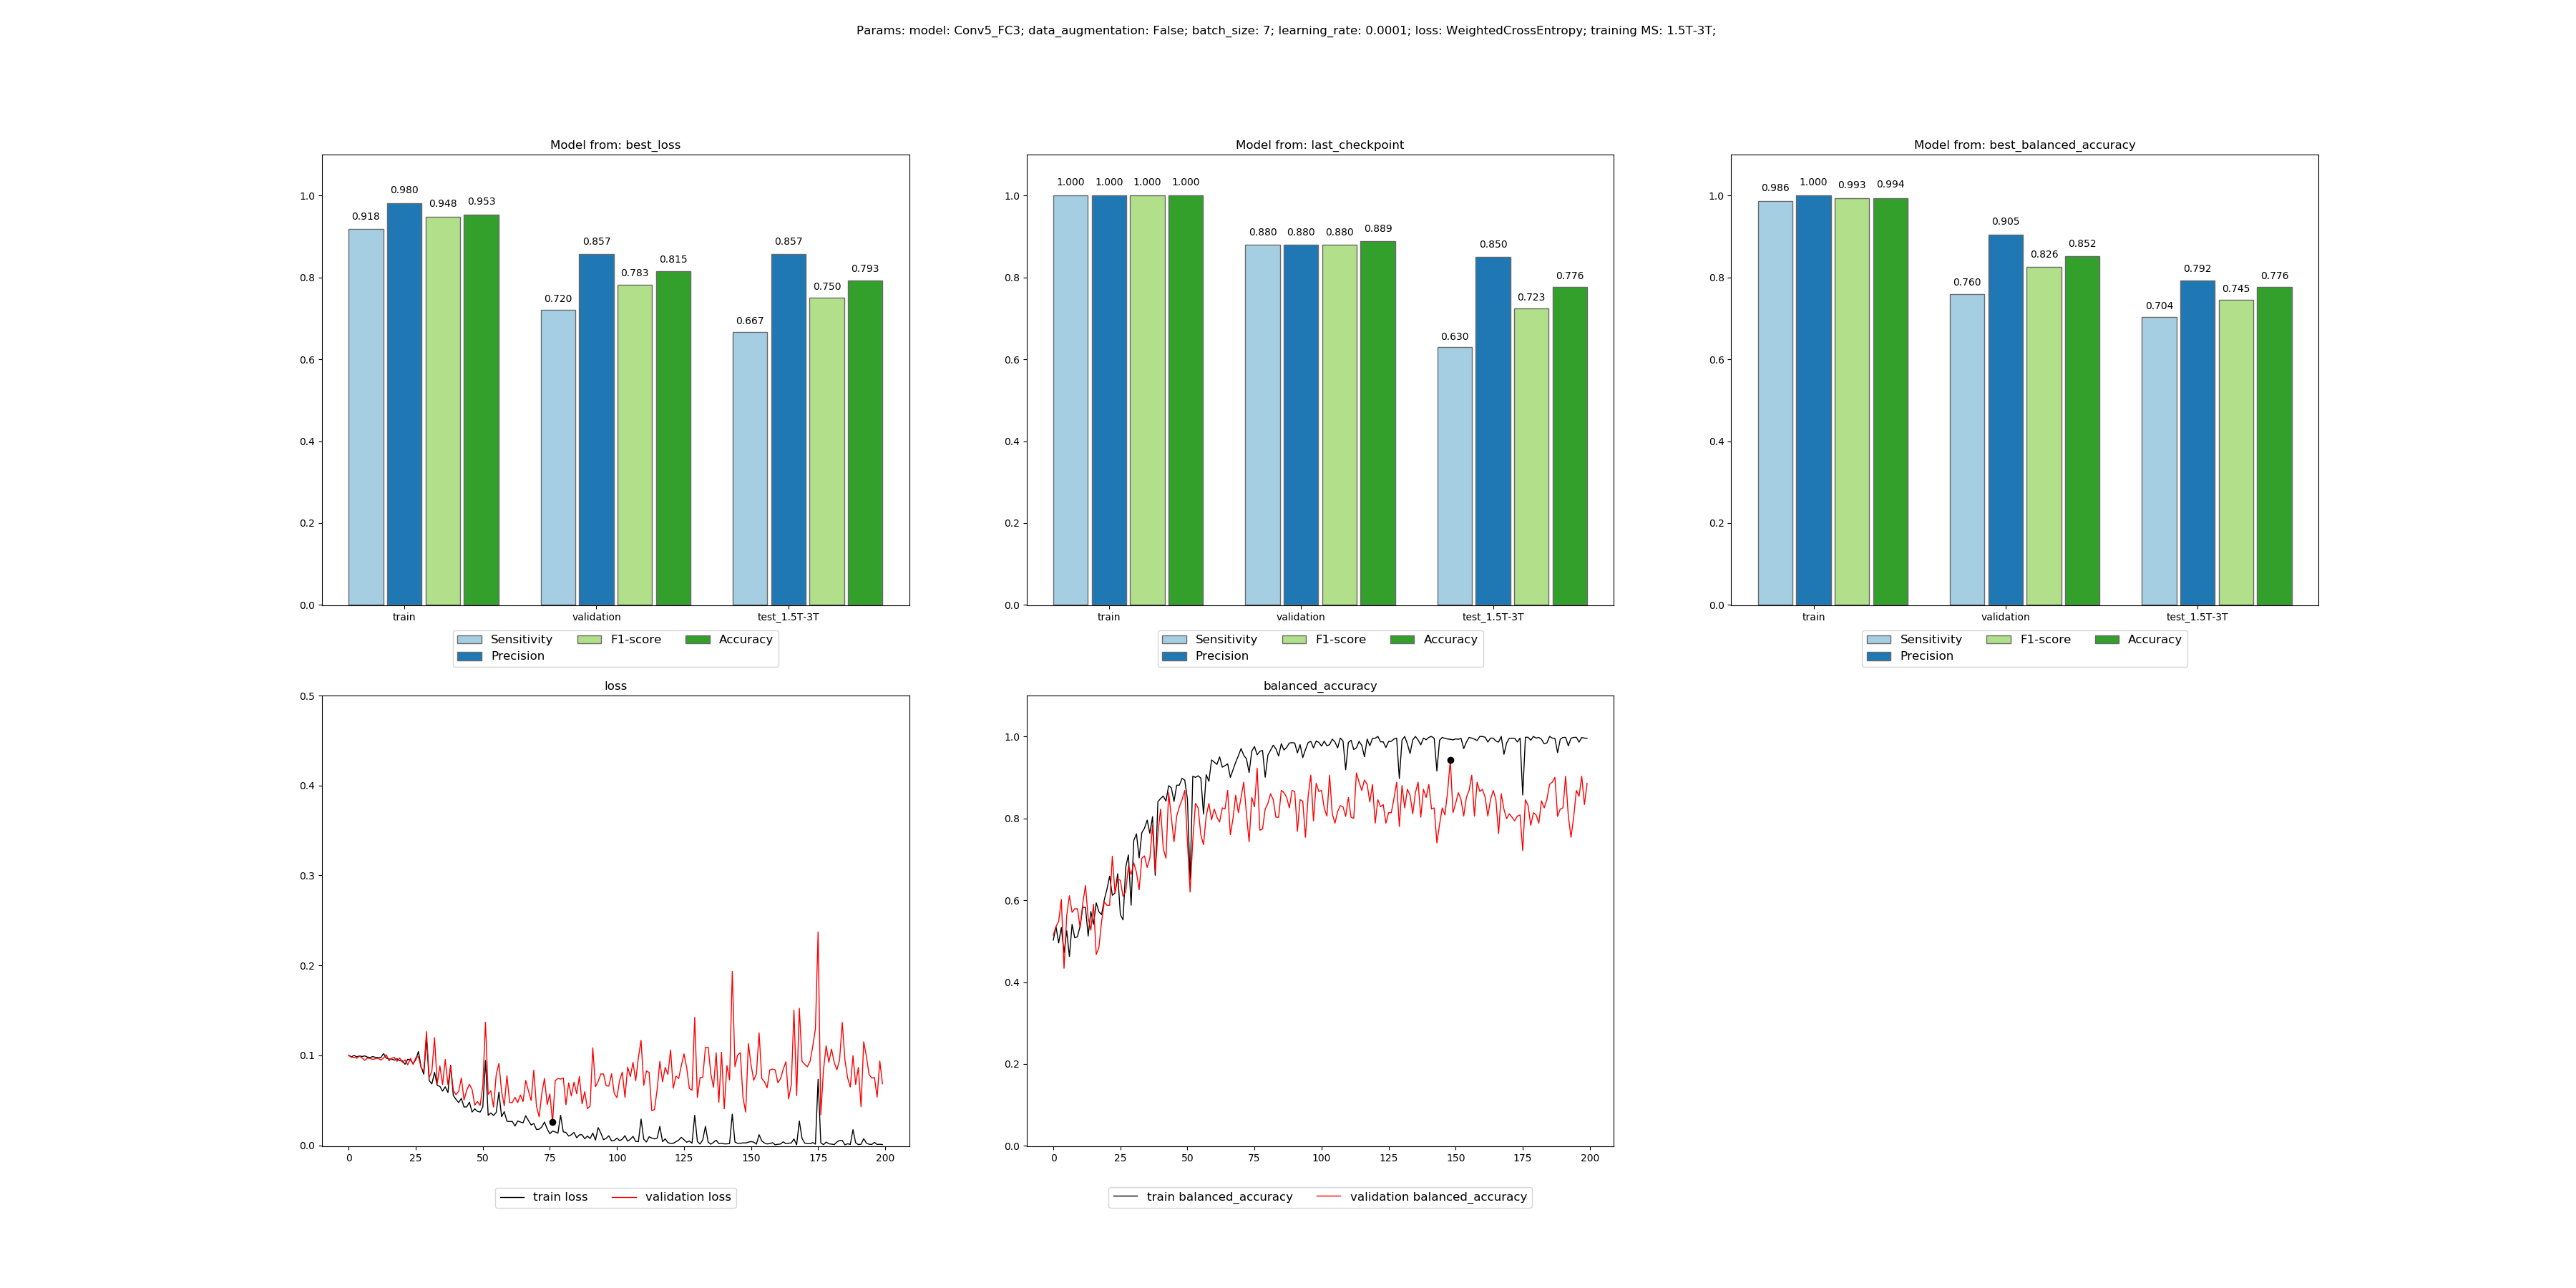 Params: model: Conv5_FC3; data_augmentation: False; batch_size: 7; learning_rate: 0.0001; loss: WeightedCrossEntropy; training MS: 1.5T-3T;
Model from: best_loss
1.0
0.8
0.6
0.4
0.2
0.0
0.918
0.980
0.948
0.953
0.720
0.857
0.783
0.815
0.667
0.857
0.750
0.793
train
validation
test_1.5T-3T
Sensitivity
Precision
F1-score
Accuracy
Model from: last_checkpoint
1.0
0.8
0.6
0.4
0.2
0.0
1.000
1.000
1.000
1.000
0.880
0.880
0.880
0.889
0.630
0.850
0.723
0.776
train
validation
test_1.5T-3T
Sensitivity
Precision
F1-score
Accuracy
Model from: best_balanced_accuracy
1.0
0.8
0.6
0.4
0.2
0.0
0.986
1.000
0.993
0.994
0.760
0.905
0.826
0.852
0.704
0.792
0.745
0.776
train
validation
test_1.5T-3T
Sensitivity
Precision
F1-score
Accuracy
loss
0.5
0.4
0.3
0.2
0.1
0.0
0
25
50
75
100
125
150
175
200
train loss
validation loss
balanced_accuracy
1.0
0.8
0.6
0.4
0.2
0.0
0
25
50
75
100
125
150
175
200
train balanced_accuracy
validation balanced_accuracy